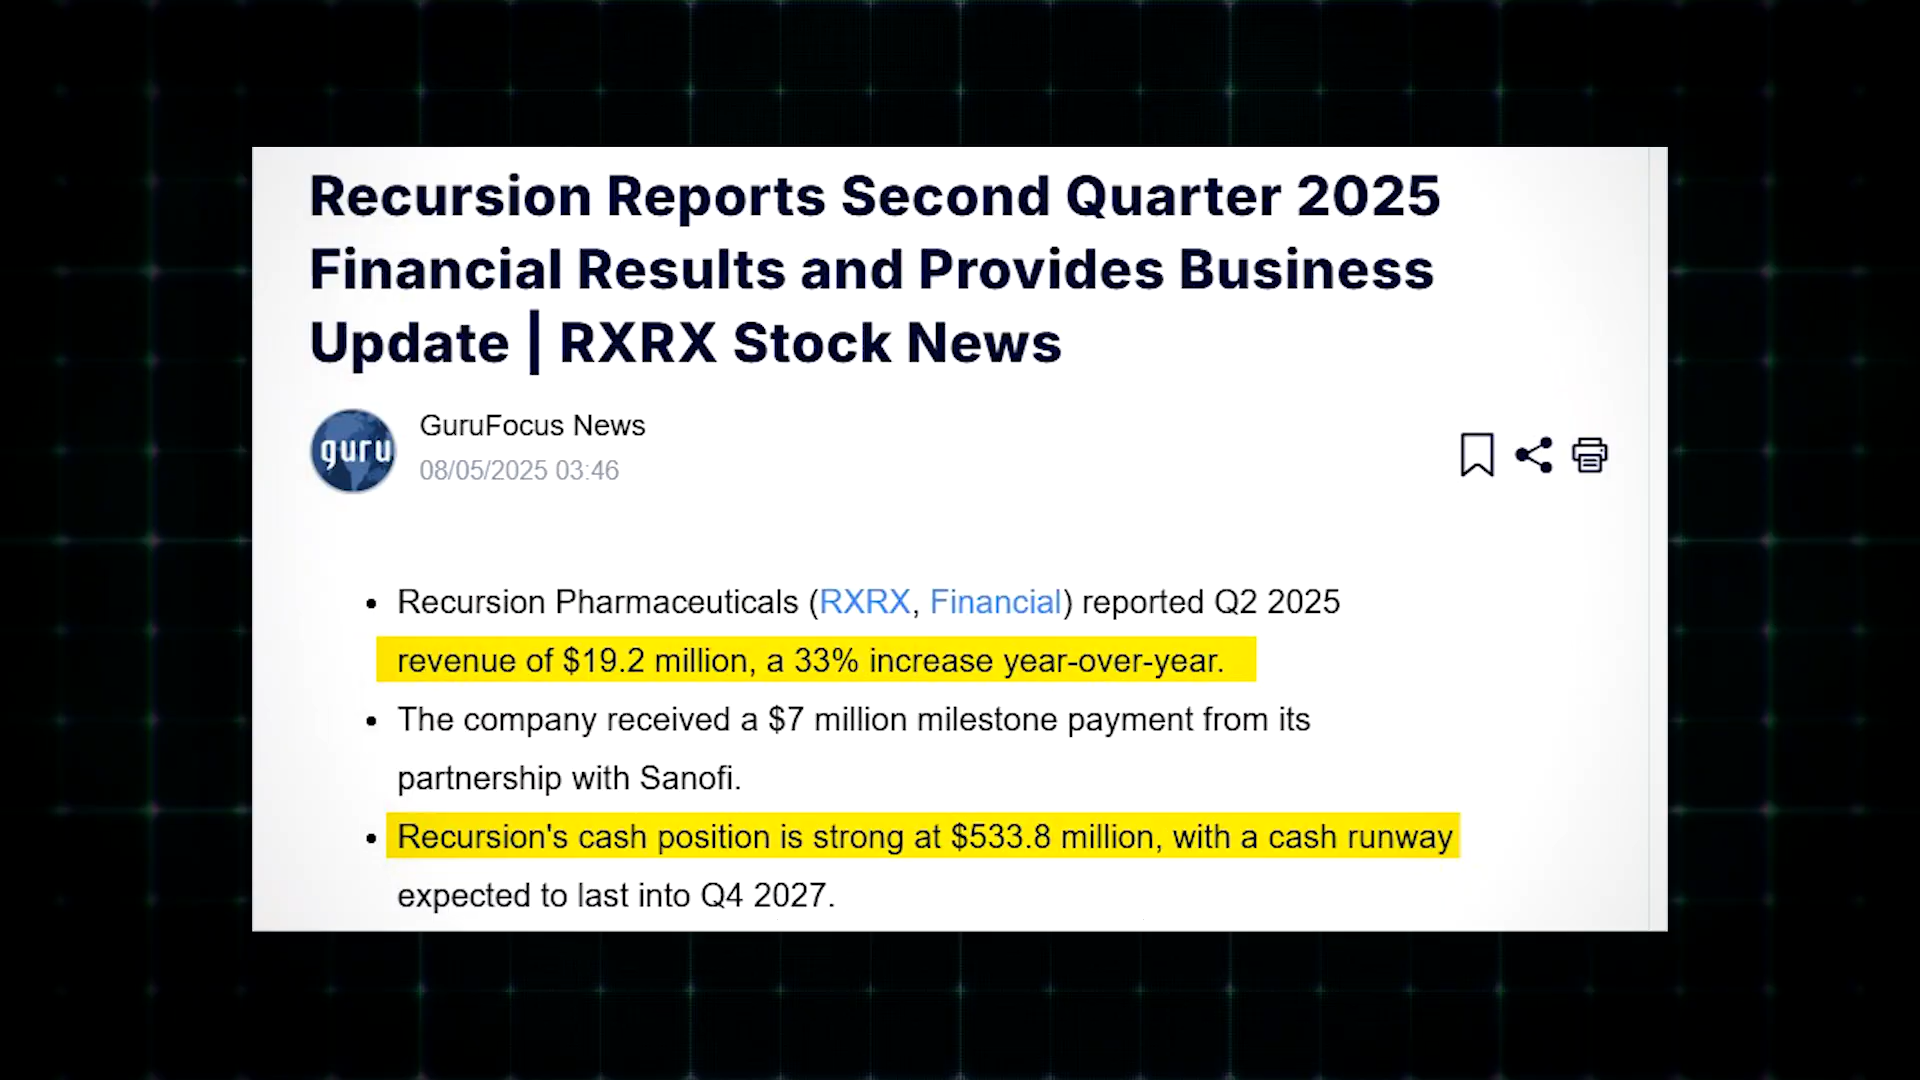 Recursion Reports Second Quarter 2025
Financial Results and Provides Business
Update | RXRX Stock News
guru
GuruFocus News
08/05/2025 03:46
• Recursion Pharmaceuticals (RXRX, Financial) reported Q2 2025
revenue of $19.2 million, a 33% increase year-over-year.
• The company received a $7 million milestone payment from its
partnership with Sanofi.
• Recursion's cash position is strong at $533.8 million, with a cash runway
expected to last into Q4 2027.